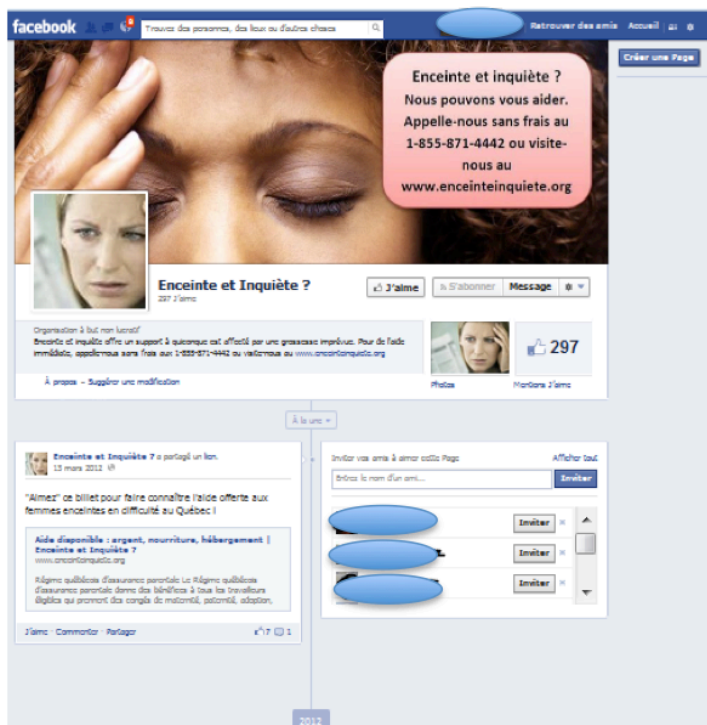 facebook
Trouvez des personnes, des lieux ou d'autres choses
Retrouver des amis Accueil
Créer une Page
Enceinte et inquiète ?
Nous pouvons vous aider.
Appelle-nous sans frais au
1-855-871-4442 ou visite-
nous au
www.enceinteinquiete.org
Enceinte et Inquiète ?
297 J'aime
J'aime
S'abonner
Message
Organisation à but non lucratif
Enceinte et inquiète offre un support à quiconque est affecté par une grossesse imprévue. Pour de l'aide
immédiate, appelle-nous sans frais aux 1-855-871-4442 ou visite-nous au www.enceinteinquiete.org
À propos – Suggérer une modification
297
Photos
Mentions J'aime
À la une
Enceinte et Inquiète ? a partagé un lien.
13 mars 2012
"Aimez" ce billet pour faire connaître l'aide offerte aux
femmes enceintes en difficulté au Québec !
Aide disponible : argent, nourriture, hébergement |
Enceinte et Inquiète ?
www.enceinteinquiete.org
Régime québécois d'assurance parentale Le Régime québécois
d'assurance parentale donne des bénéfices à tous les travailleurs
éligibles qui prennent des congés de maternité, paternité, adoption,
J'aime · Commenter · Partager
7 1
Inviter vos amis à aimer cette Page
Afficher tout
Entrez le nom d'un ami...
Inviter
Inviter
Inviter
Inviter
2012